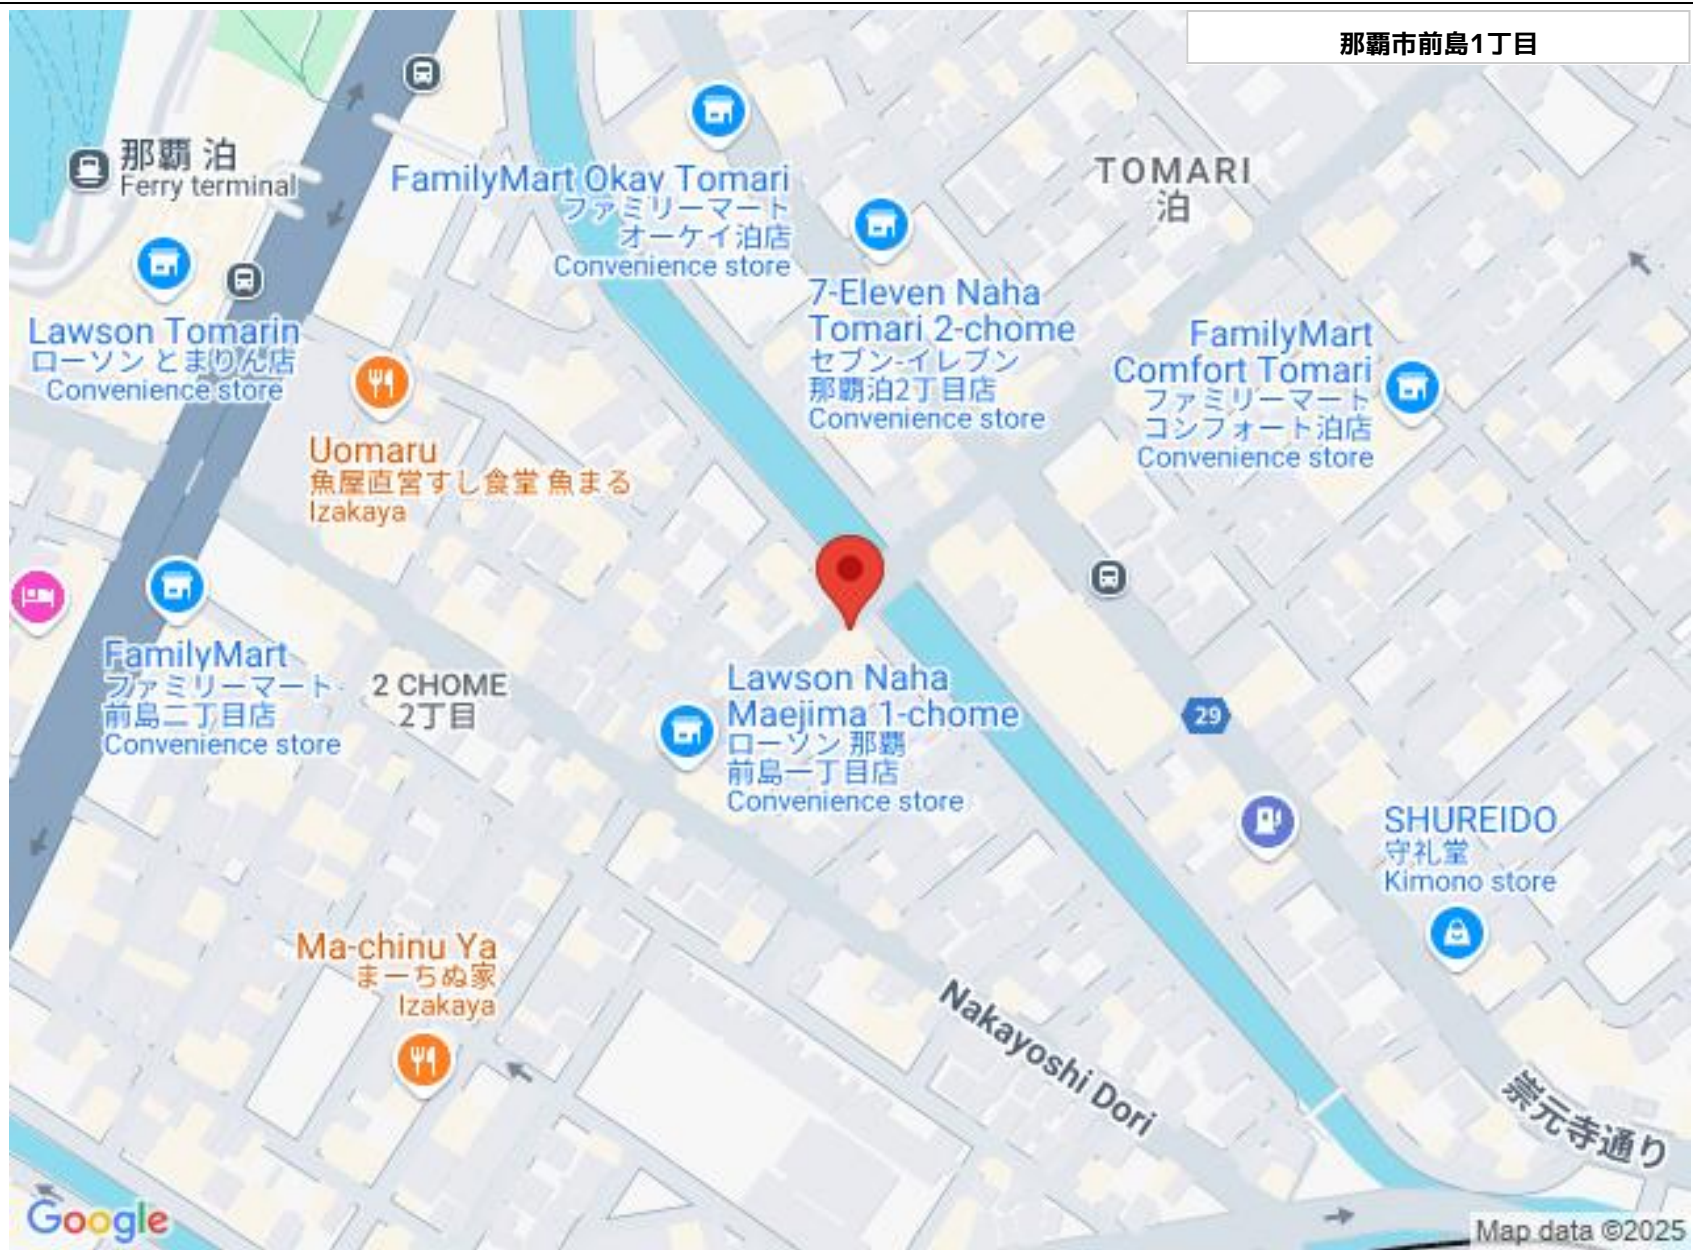 那覇市前島1丁目
那覇 泊
Ferry terminal
FamilyMart Okay Tomari
ファミリーマート
オーケイ泊店
Convenience store
TOMARI
泊
Lawson Tomarin
ローソン とまりん店
Convenience store
7-Eleven Naha
Tomari 2-chome
セブン-イレブン
那覇泊2丁目店
Convenience store
FamilyMart
Comfort Tomari
ファミリーマート
コンフォート泊店
Convenience store
Uomaru
魚屋直営すし食堂 魚まる
Izakaya
FamilyMart
ファミリーマート
前島二丁目店
Convenience store
2 CHOME
2丁目
Lawson Naha
Maejima 1-chome
ローソン 那覇
前島一丁目店
Convenience store
29
SHUREIDO
守礼堂
Kimono store
Ma-chinu Ya
まーちぬ家
Izakaya
Nakayoshi Dori
崇元寺通り
Google
Map data ©2025